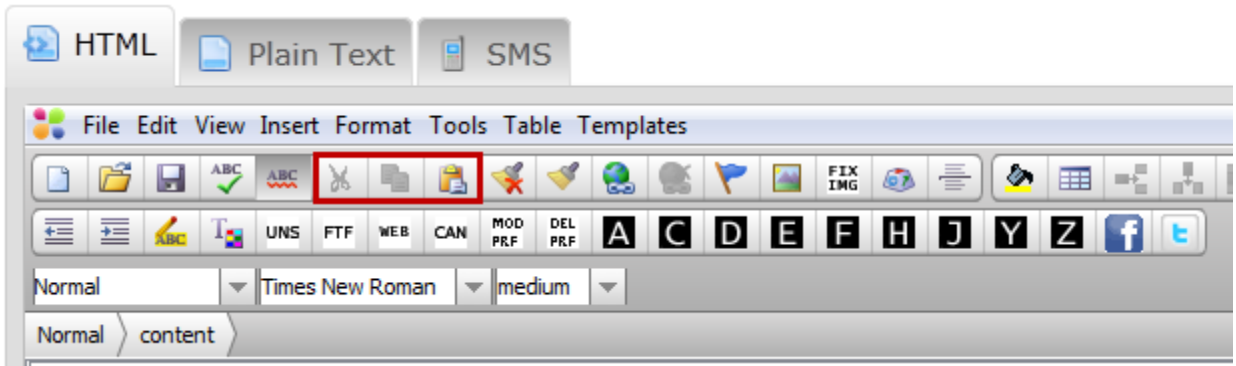 HTML Plain Text SMS
File Edit View Insert Format Tools Table Templates
ABC ABC FIX IMG
ABC T UNS FTF WEB CAN MOD PRF DEL PRF A C D E F H J Y Z f t
Normal Times New Roman medium
Normal content